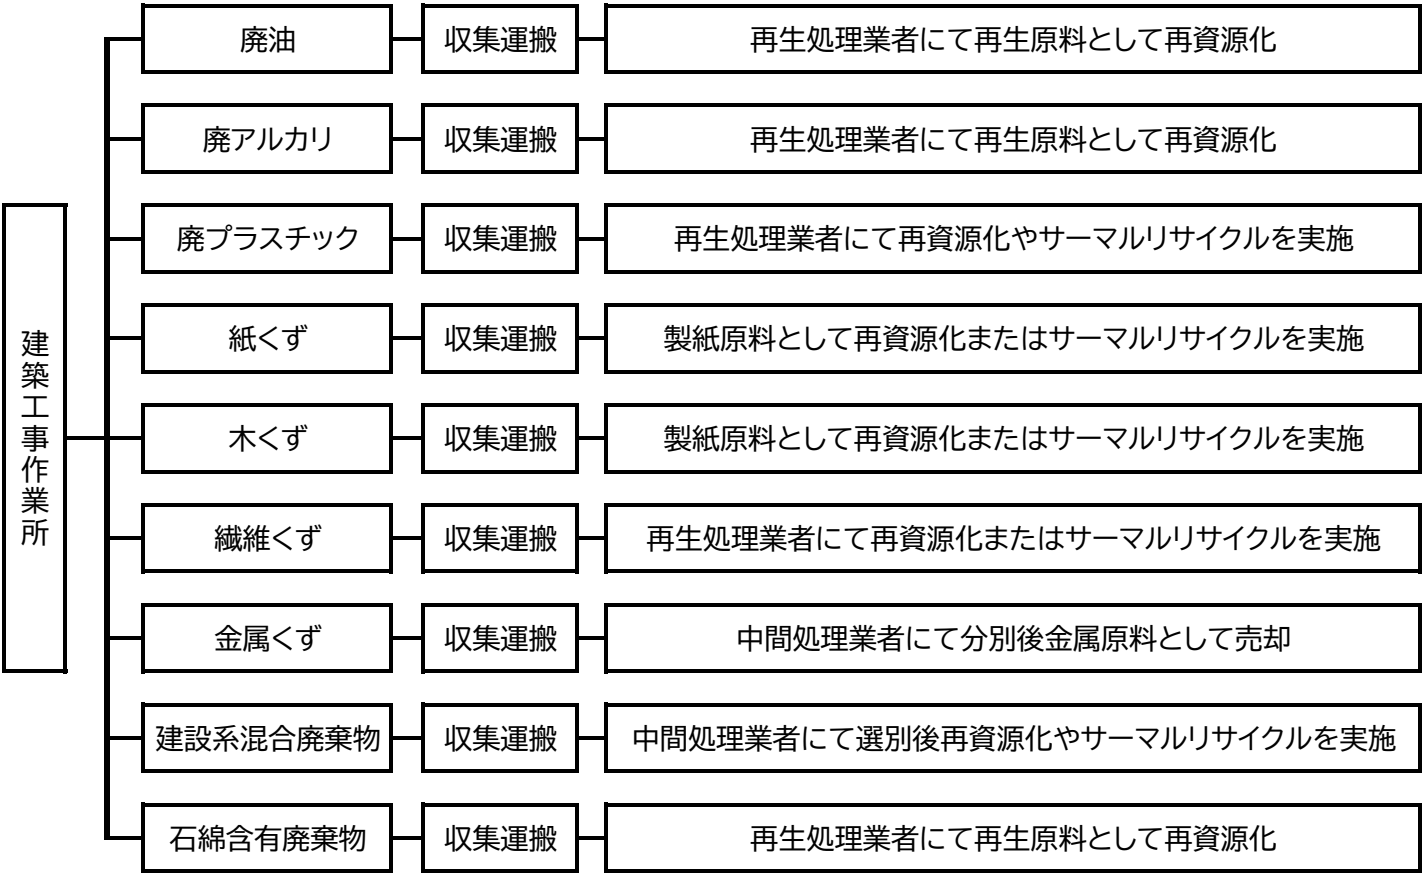 建築工事作業所
廃油
収集運搬
再生処理業者にて再生原料として再資源化
廃アルカリ
収集運搬
再生処理業者にて再生原料として再資源化
廃プラスチック
収集運搬
再生処理業者にて再資源化やサーマルリサイクルを実施
紙くず
収集運搬
製紙原料として再資源化またはサーマルリサイクルを実施
木くず
収集運搬
製紙原料として再資源化またはサーマルリサイクルを実施
繊維くず
収集運搬
再生処理業者にて再資源化またはサーマルリサイクルを実施
金属くず
収集運搬
中間処理業者にて分別後金属原料として売却
建設系混合廃棄物
収集運搬
中間処理業者にて選別後再資源化やサーマルリサイクルを実施
石綿含有廃棄物
収集運搬
再生処理業者にて再生原料として再資源化